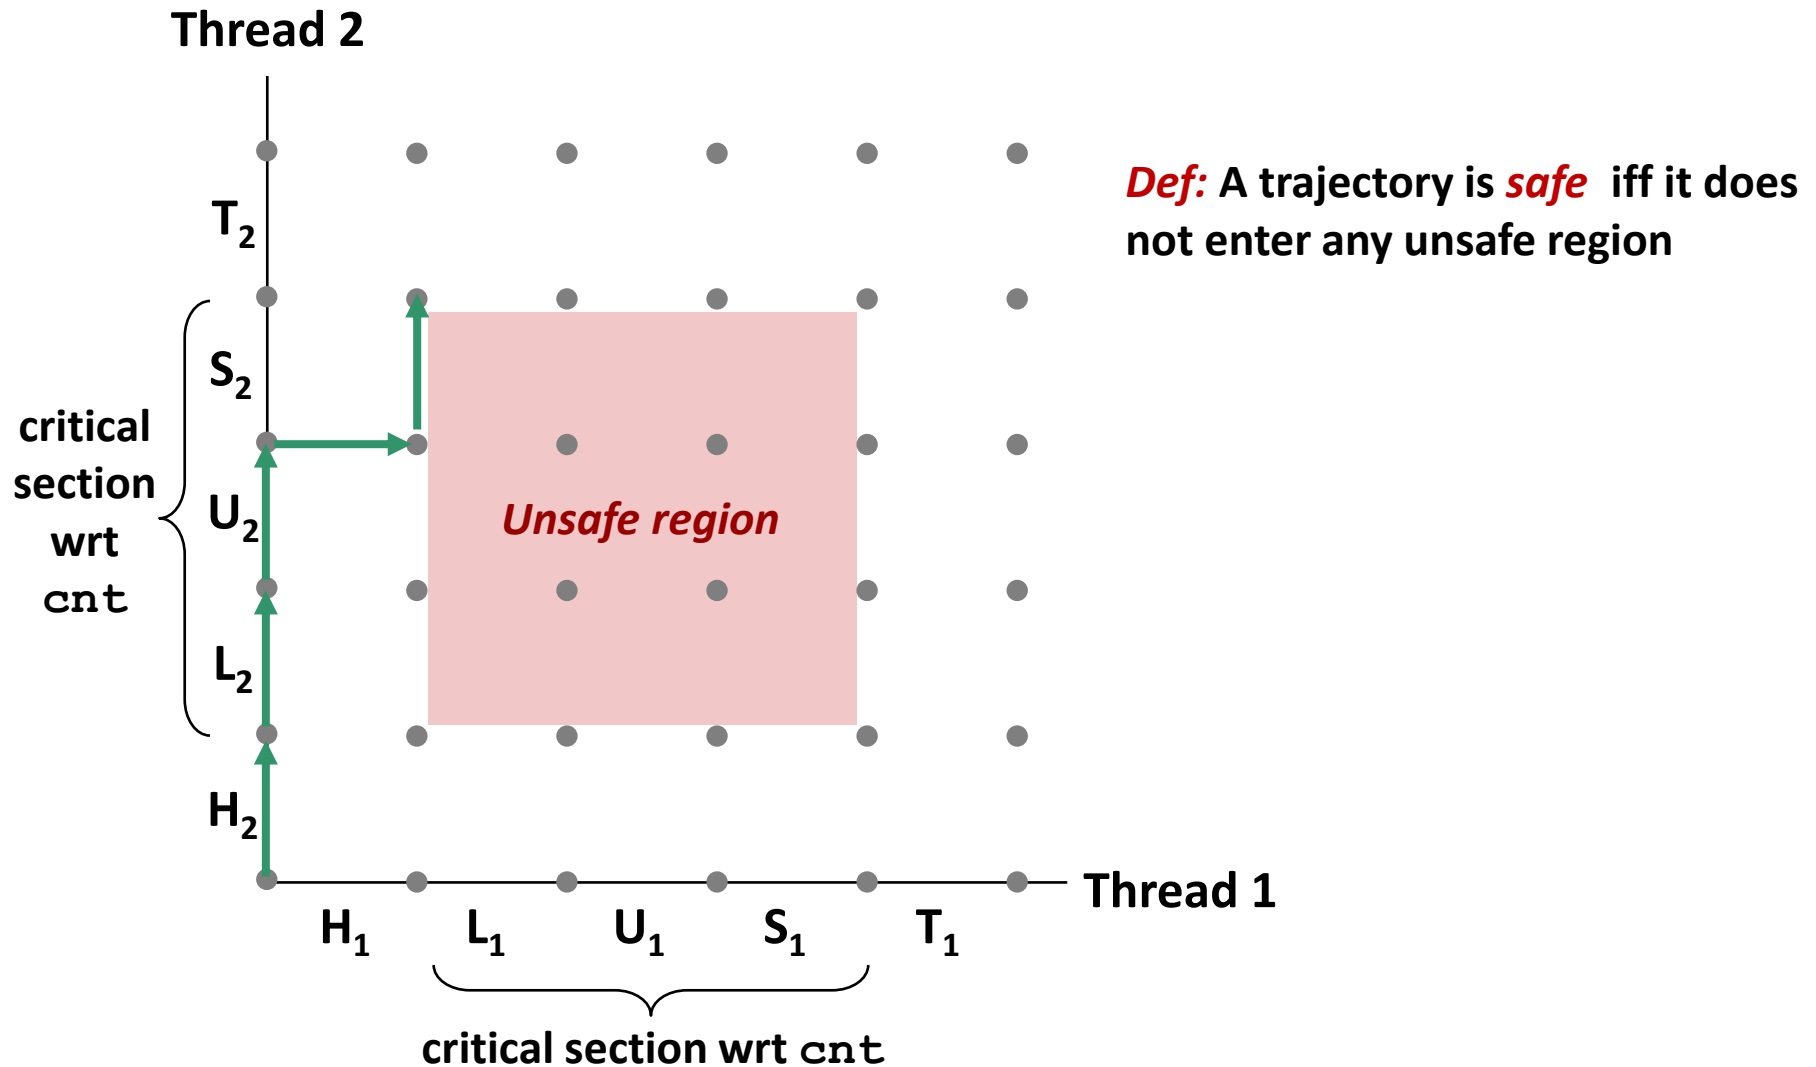 Thread 2
Def: A trajectory is safe iff it does
not enter any unsafe region
T2
S2
critical
section
wrt
cnt
U2
Unsafe region
L2
H2
Thread 1
H1 L1 U1 S1 T1
critical section wrt cnt